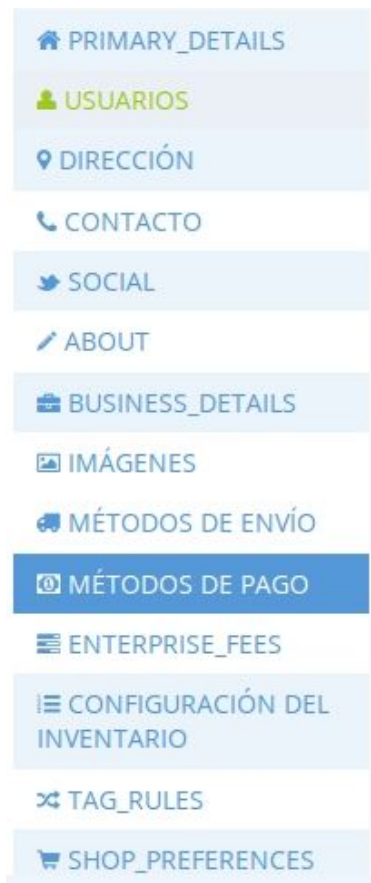 PRIMARY_DETAILS
USUARIOS
DIRECCIÓN
CONTACTO
SOCIAL
ABOUT
BUSINESS_DETAILS
IMÁGENES
MÉTODOS DE ENVÍO
MÉTODOS DE PAGO
ENTERPRISE_FEES
CONFIGURACIÓN DEL
INVENTARIO
TAG_RULES
SHOP_PREFERENCES